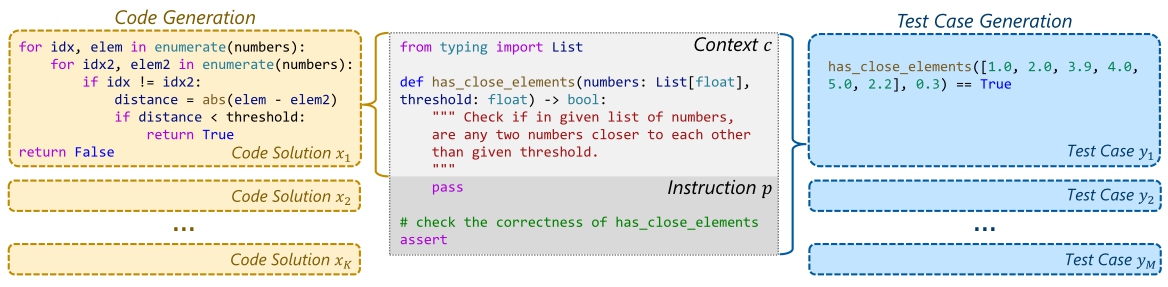 Code Generation
for idx, elem in enumerate(numbers):
    for idx2, elem2 in enumerate(numbers):
        if idx != idx2:
            distance = abs(elem - elem2)
            if distance < threshold:
                return True
return False
Code Solution x₁
Code Solution x₂
...
Code Solution x_K
Context c
from typing import List
def has_close_elements(numbers: List[float],
threshold: float) -> bool:
    """ Check if in given list of numbers,
    are any two numbers closer to each other
    than given threshold.
    """
    pass
Instruction p
# check the correctness of has_close_elements
assert
Test Case Generation
has_close_elements([1.0, 2.0, 3.9, 4.0,
5.0, 2.2], 0.3) == True
Test Case y₁
Test Case y₂
...
Test Case y_M